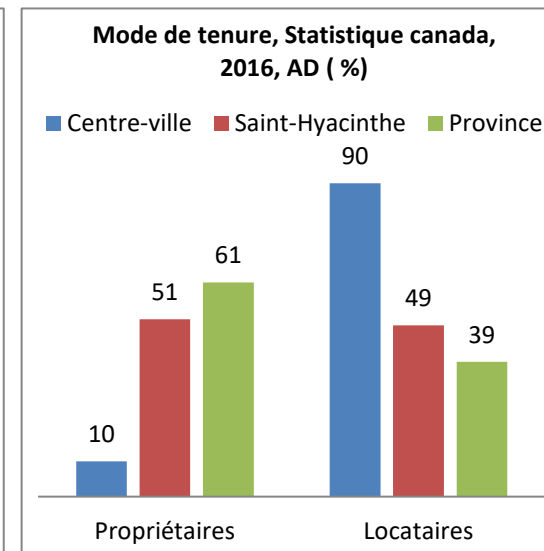 Mode de tenure, Statistique canada,
2016, AD ( %)
Centre-ville Saint-Hyacinthe Province
90
61
51
49
39
10
Propriétaires Locataires